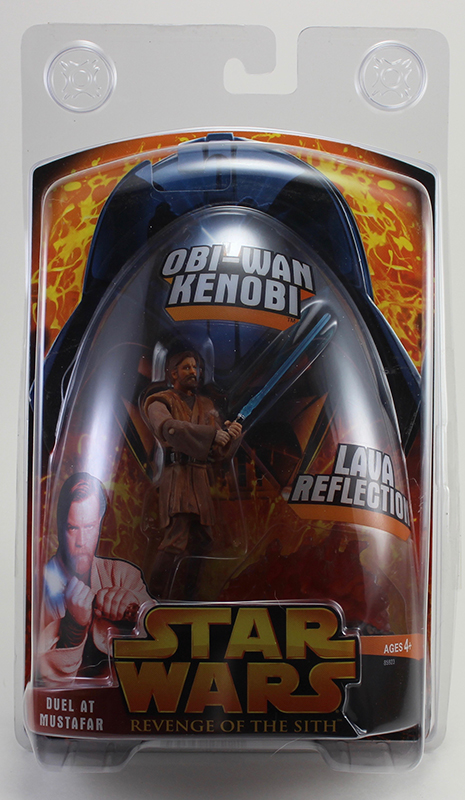 OBI-WAN
KENOBI
LAVA
REFLECTION
STAR
WARS
REVENGE OF THE SITH
AGES 4+
DUEL AT
MUSTAFAR